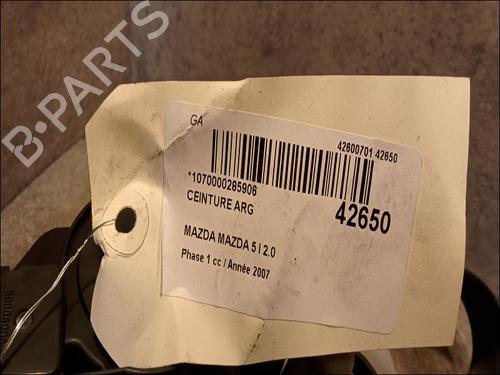 B-PARTS
GA
42600701 42650
*1070000285906
CEINTURE ARG
42650
MAZDA MAZDA 5 I 2.0
Phase 1 cc / Année 2007